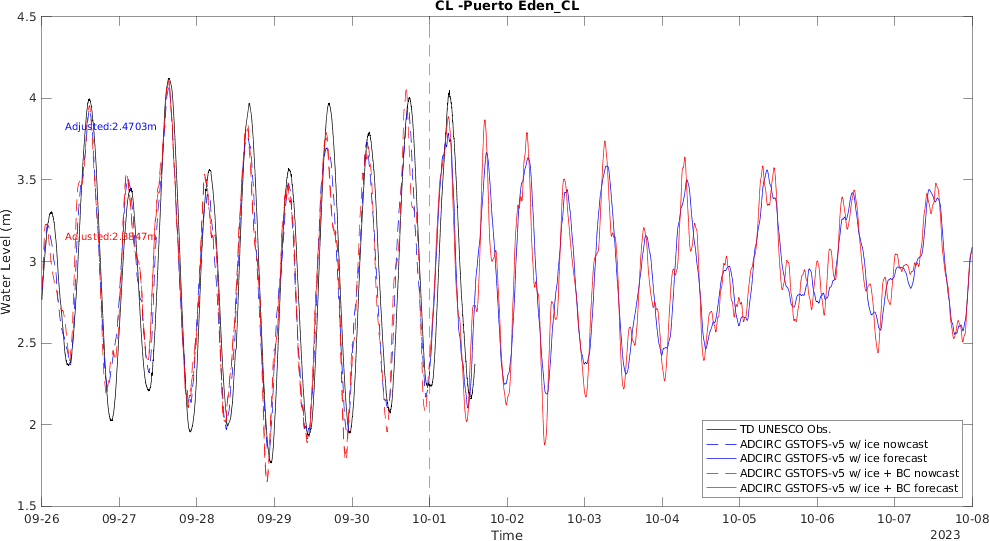 CL -Puerto Eden_CL
4.5
4
3.5
3
2.5
2
1.5
Water Level (m)
Adjusted:2.4703m
Adjusted:2.3847m
TD UNESCO Obs.
ADCIRC GSTOFS-v5 w/ ice nowcast
ADCIRC GSTOFS-v5 w/ ice forecast
ADCIRC GSTOFS-v5 w/ ice + BC nowcast
ADCIRC GSTOFS-v5 w/ ice + BC forecast
09-26 09-27 09-28 09-29 09-30 10-01 10-02 10-03 10-04 10-05 10-06 10-07 10-08
Time
2023